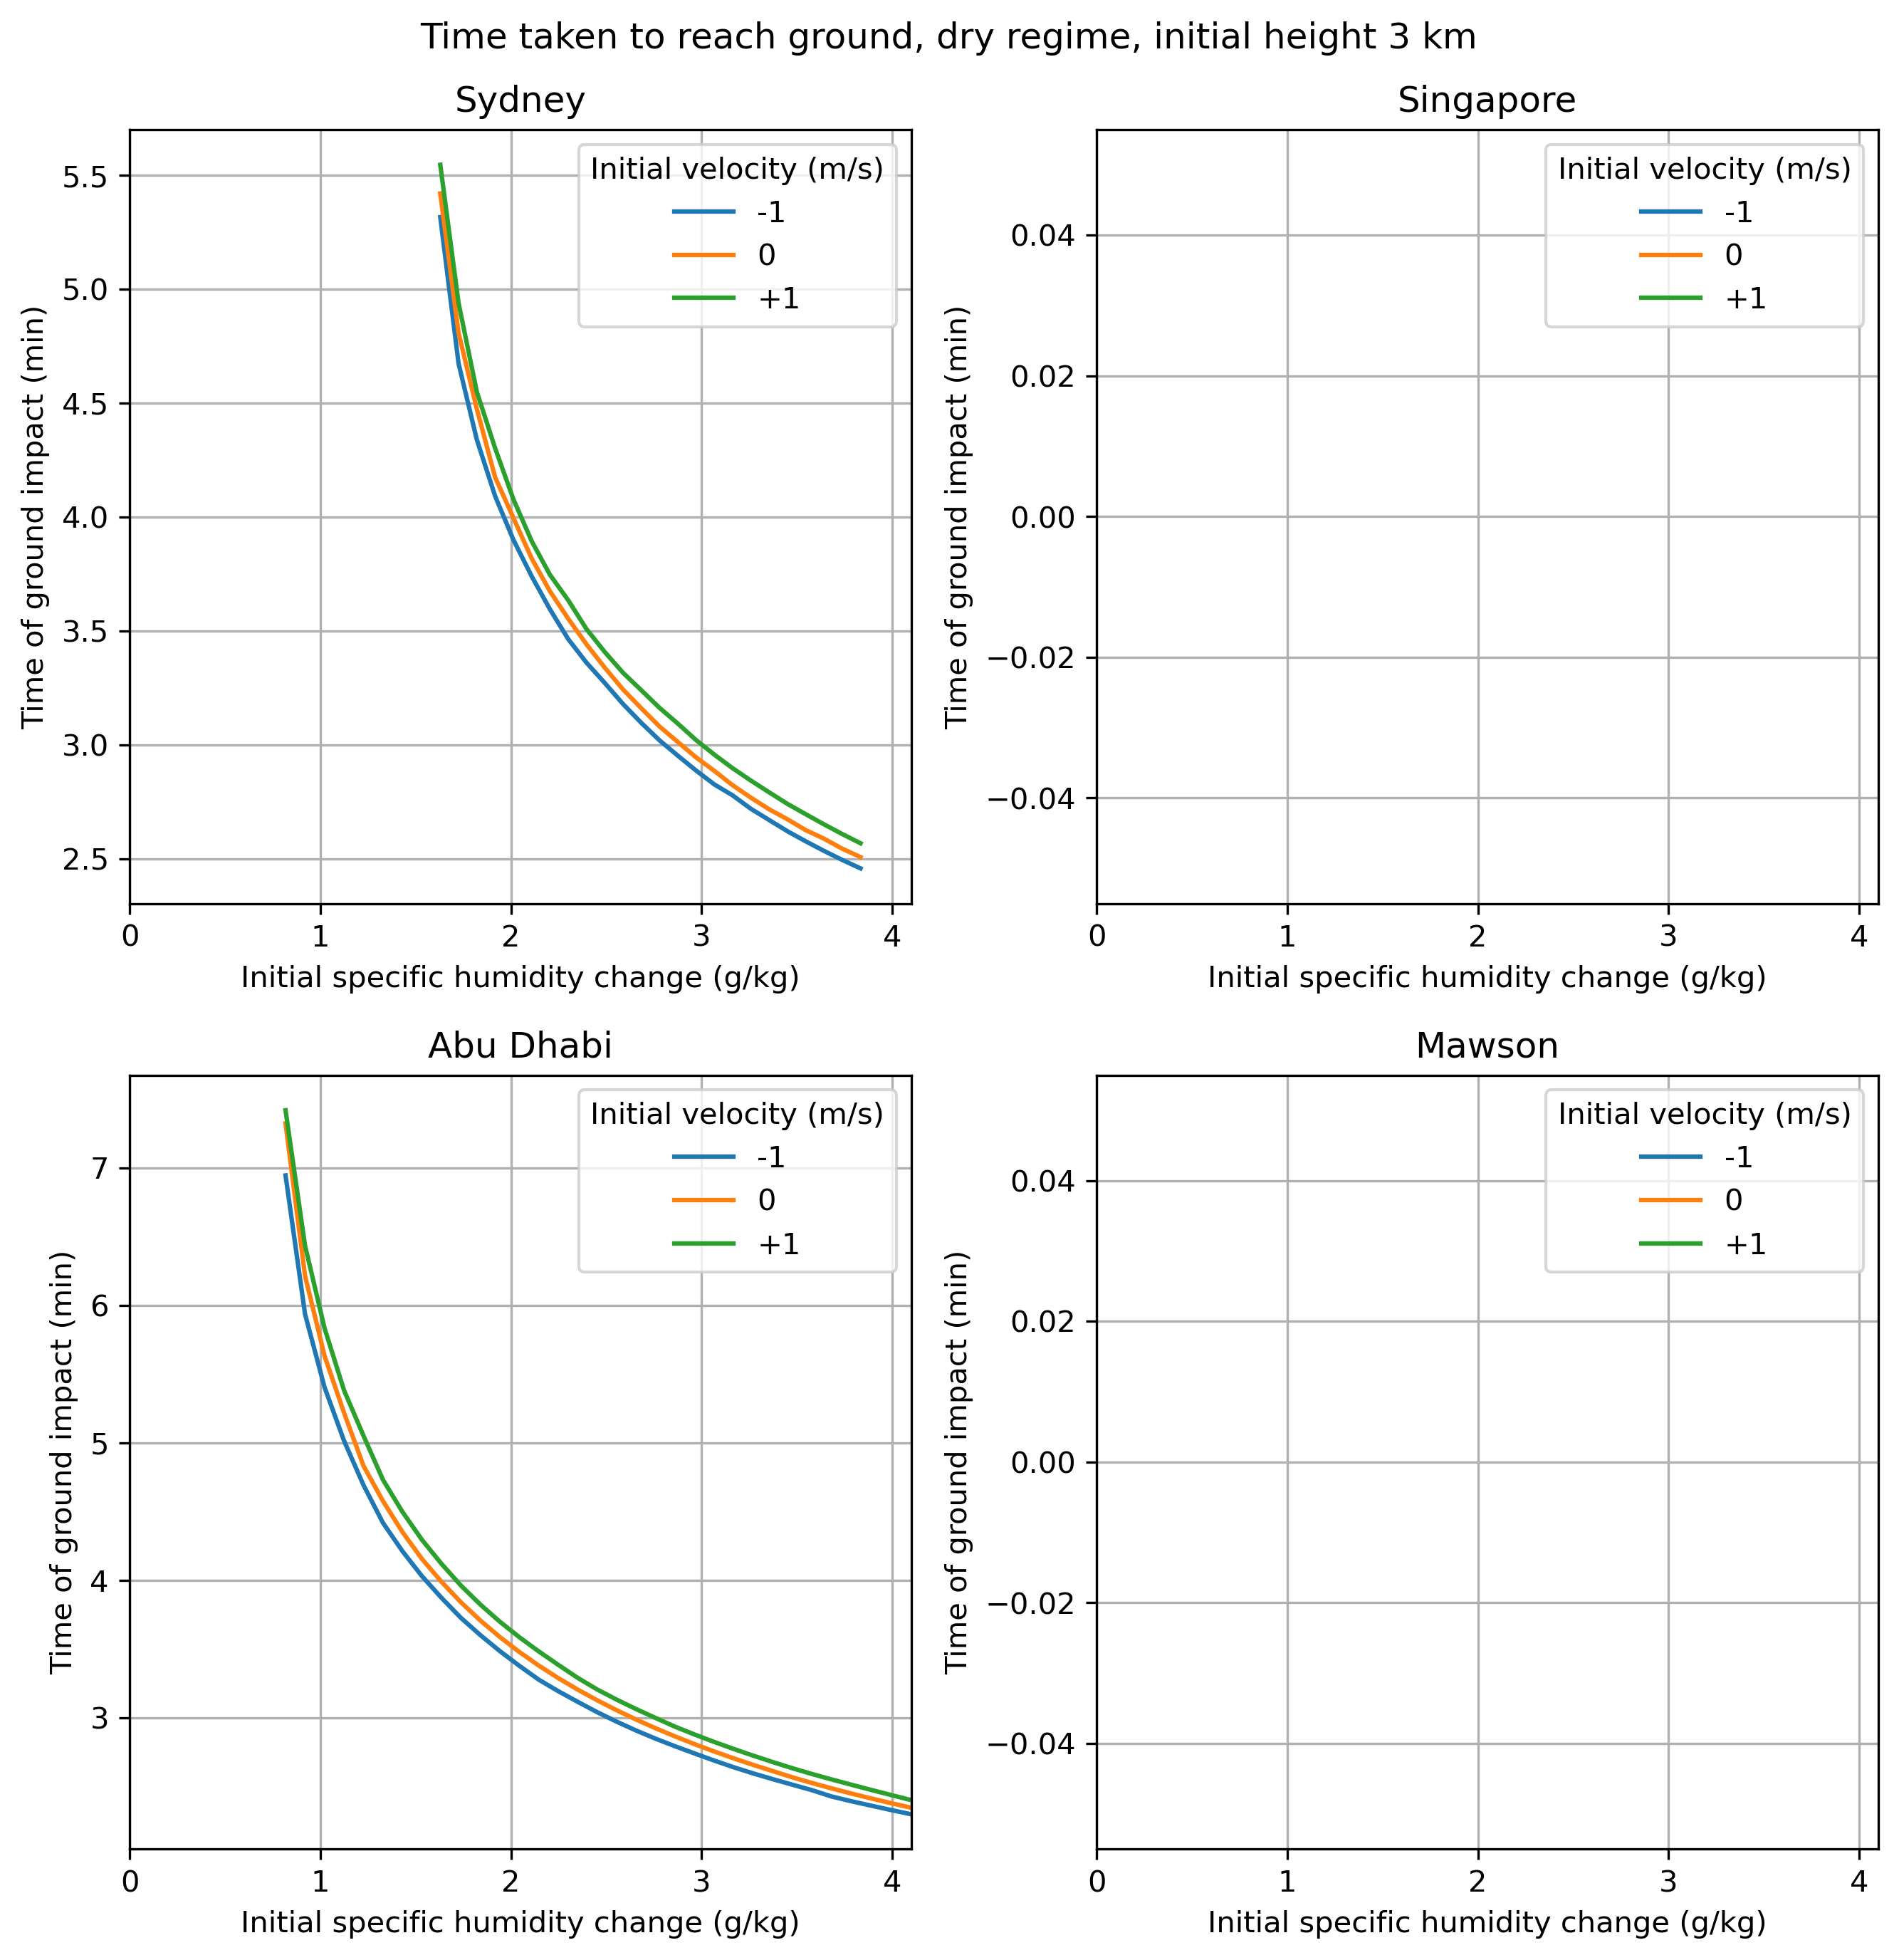 Time taken to reach ground, dry regime, initial height 3 km
Sydney
Initial velocity (m/s)
-1
0
+1
5.5
5.0
4.5
4.0
3.5
3.0
2.5
Time of ground impact (min)
0 1 2 3 4
Initial specific humidity change (g/kg)
Singapore
Initial velocity (m/s)
-1
0
+1
0.04
0.02
0.00
−0.02
−0.04
Time of ground impact (min)
0 1 2 3 4
Initial specific humidity change (g/kg)
Abu Dhabi
Initial velocity (m/s)
-1
0
+1
7
6
5
4
3
Time of ground impact (min)
0 1 2 3 4
Initial specific humidity change (g/kg)
Mawson
Initial velocity (m/s)
-1
0
+1
0.04
0.02
0.00
−0.02
−0.04
Time of ground impact (min)
0 1 2 3 4
Initial specific humidity change (g/kg)